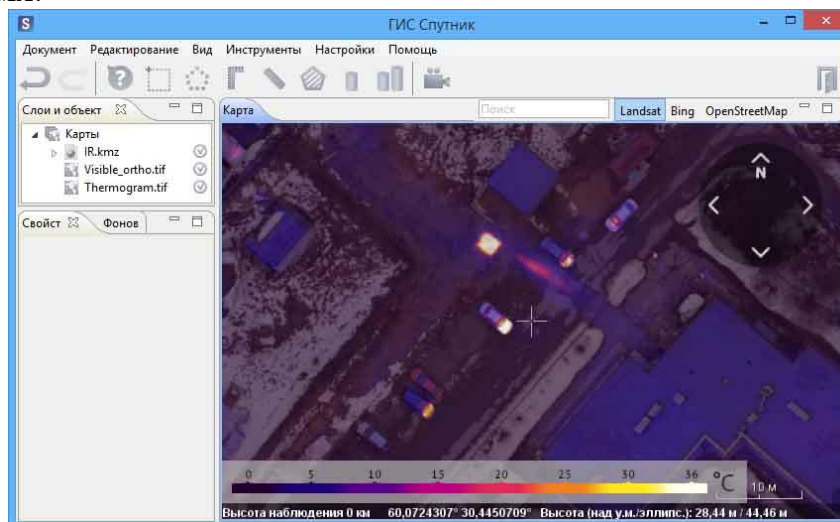 ГИС Спутник
Документ Редактирование Вид Инструменты Настройки Помощь
Слои и объект
Карты
IR.kmz
Visible_ortho.tif
Thermogram.tif
Свойст Фонов
Карта Поиск Landsat Bing OpenStreetMap
N
0 5 10 15 20 25 30 36 °C
10 м
Высота наблюдения 0 км 60,0724307° 30,4450709° Высота (над у.м./эллипс.): 28,44 м / 44,46 м